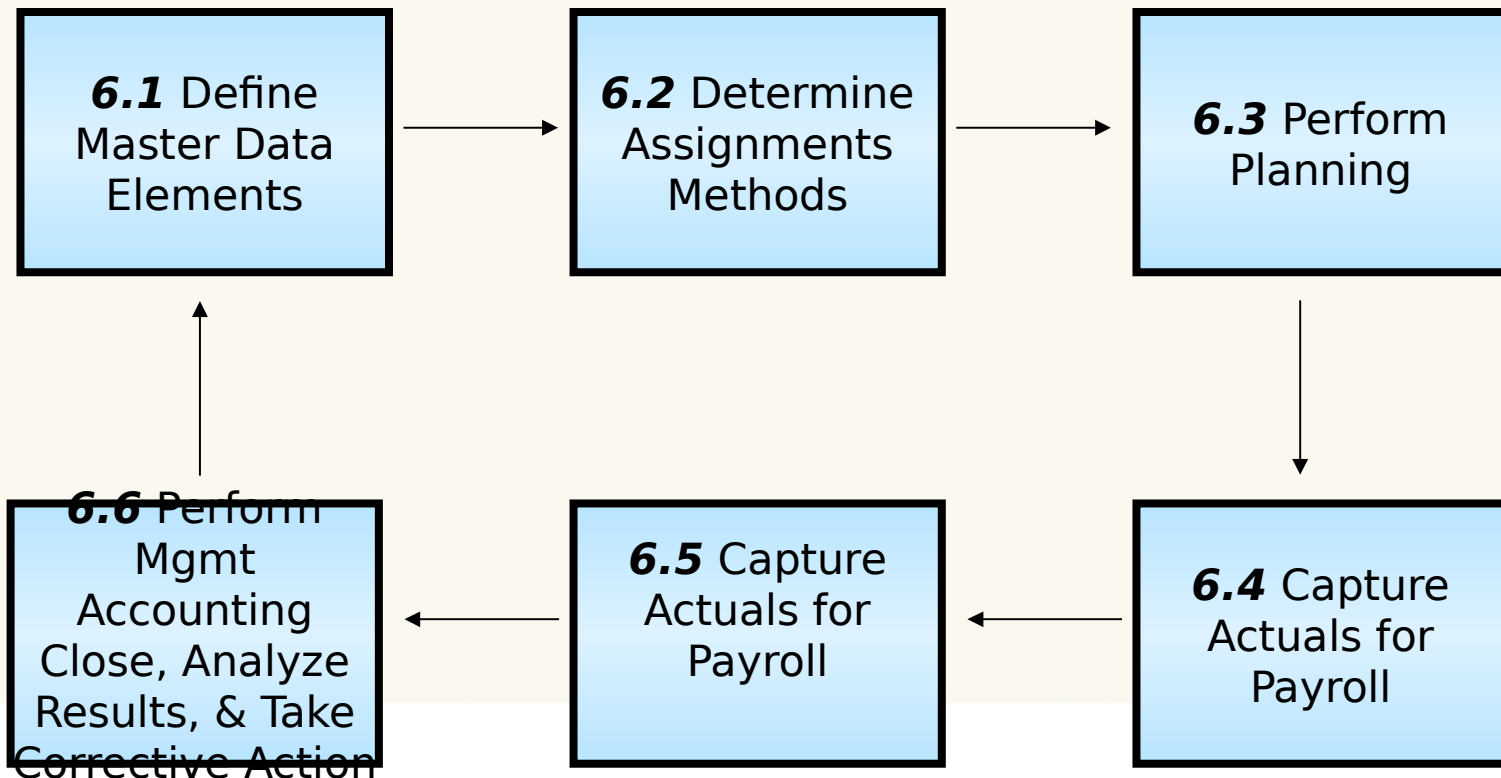 6.1 Define
Master Data
Elements
6.2 Determine
Assignments
Methods
6.3 Perform
Planning
6.6 Perform
Mgmt
Accounting
Close, Analyze
Results, & Take
Corrective Action
6.5 Capture
Actuals for
Payroll
6.4 Capture
Actuals for
Payroll